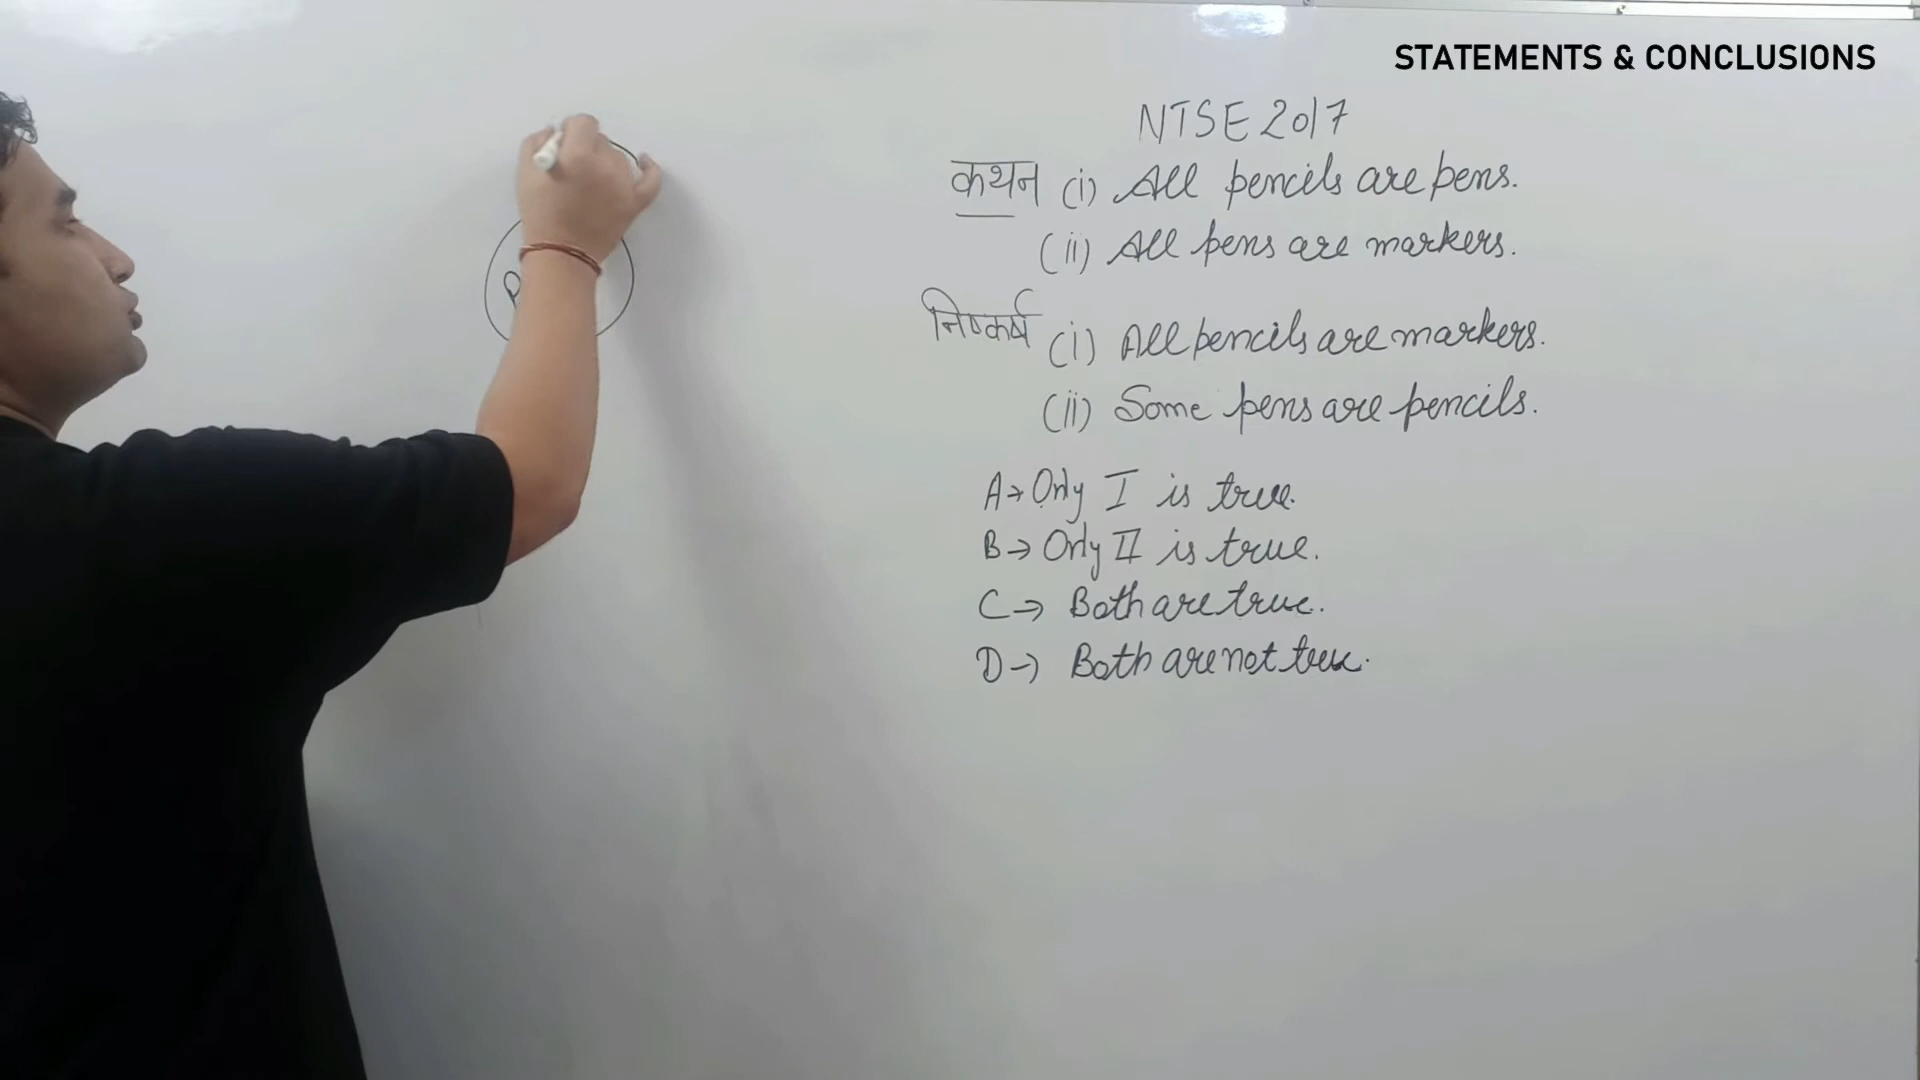 STATEMENTS & CONCLUSIONS
NTSE 2017
कथन (i) All pencils are pens.
(ii) All pens are markers.
निष्कर्ष (i) All pencils are markers.
(ii) Some pens are pencils.
A → Only I is true.
B → Only II is true.
C → Both are true.
D → Both are not true.
P